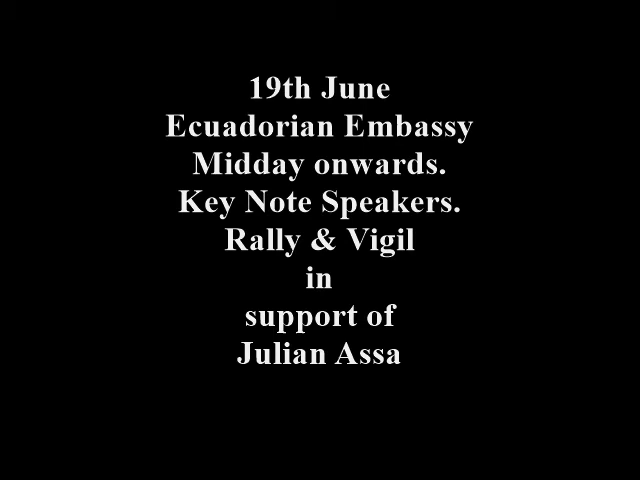 19th June
Ecuadorian Embassy
Midday onwards.
Key Note Speakers.
Rally & Vigil
in
support of
Julian Assa